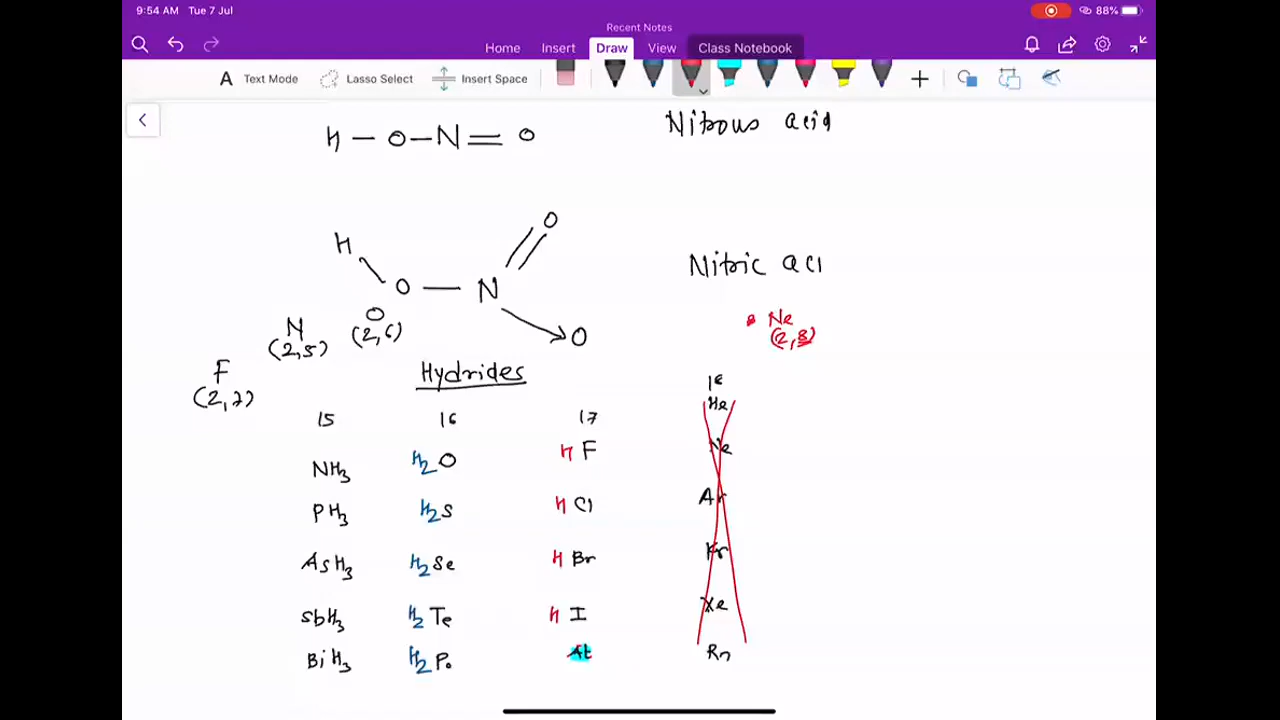 9:54 AM Tue 7 Jul 88%
Recent Notes
Home Insert Draw View Class Notebook
A Text Mode Lasso Select Insert Space
H — O — N = O Nitrous acid
O
H
O — N Nitric aci
O
O
(2,6)
N
(2,5)
Ne
(2,8)
F
(2,7)
Hydrides
15 16 17
NH3 H2O HF He
PH3 H2S HCl Ne
AsH3 H2Se HBr Ar
SbH3 H2Te HI Kr
BiH3 H2Po At Xe
Rn